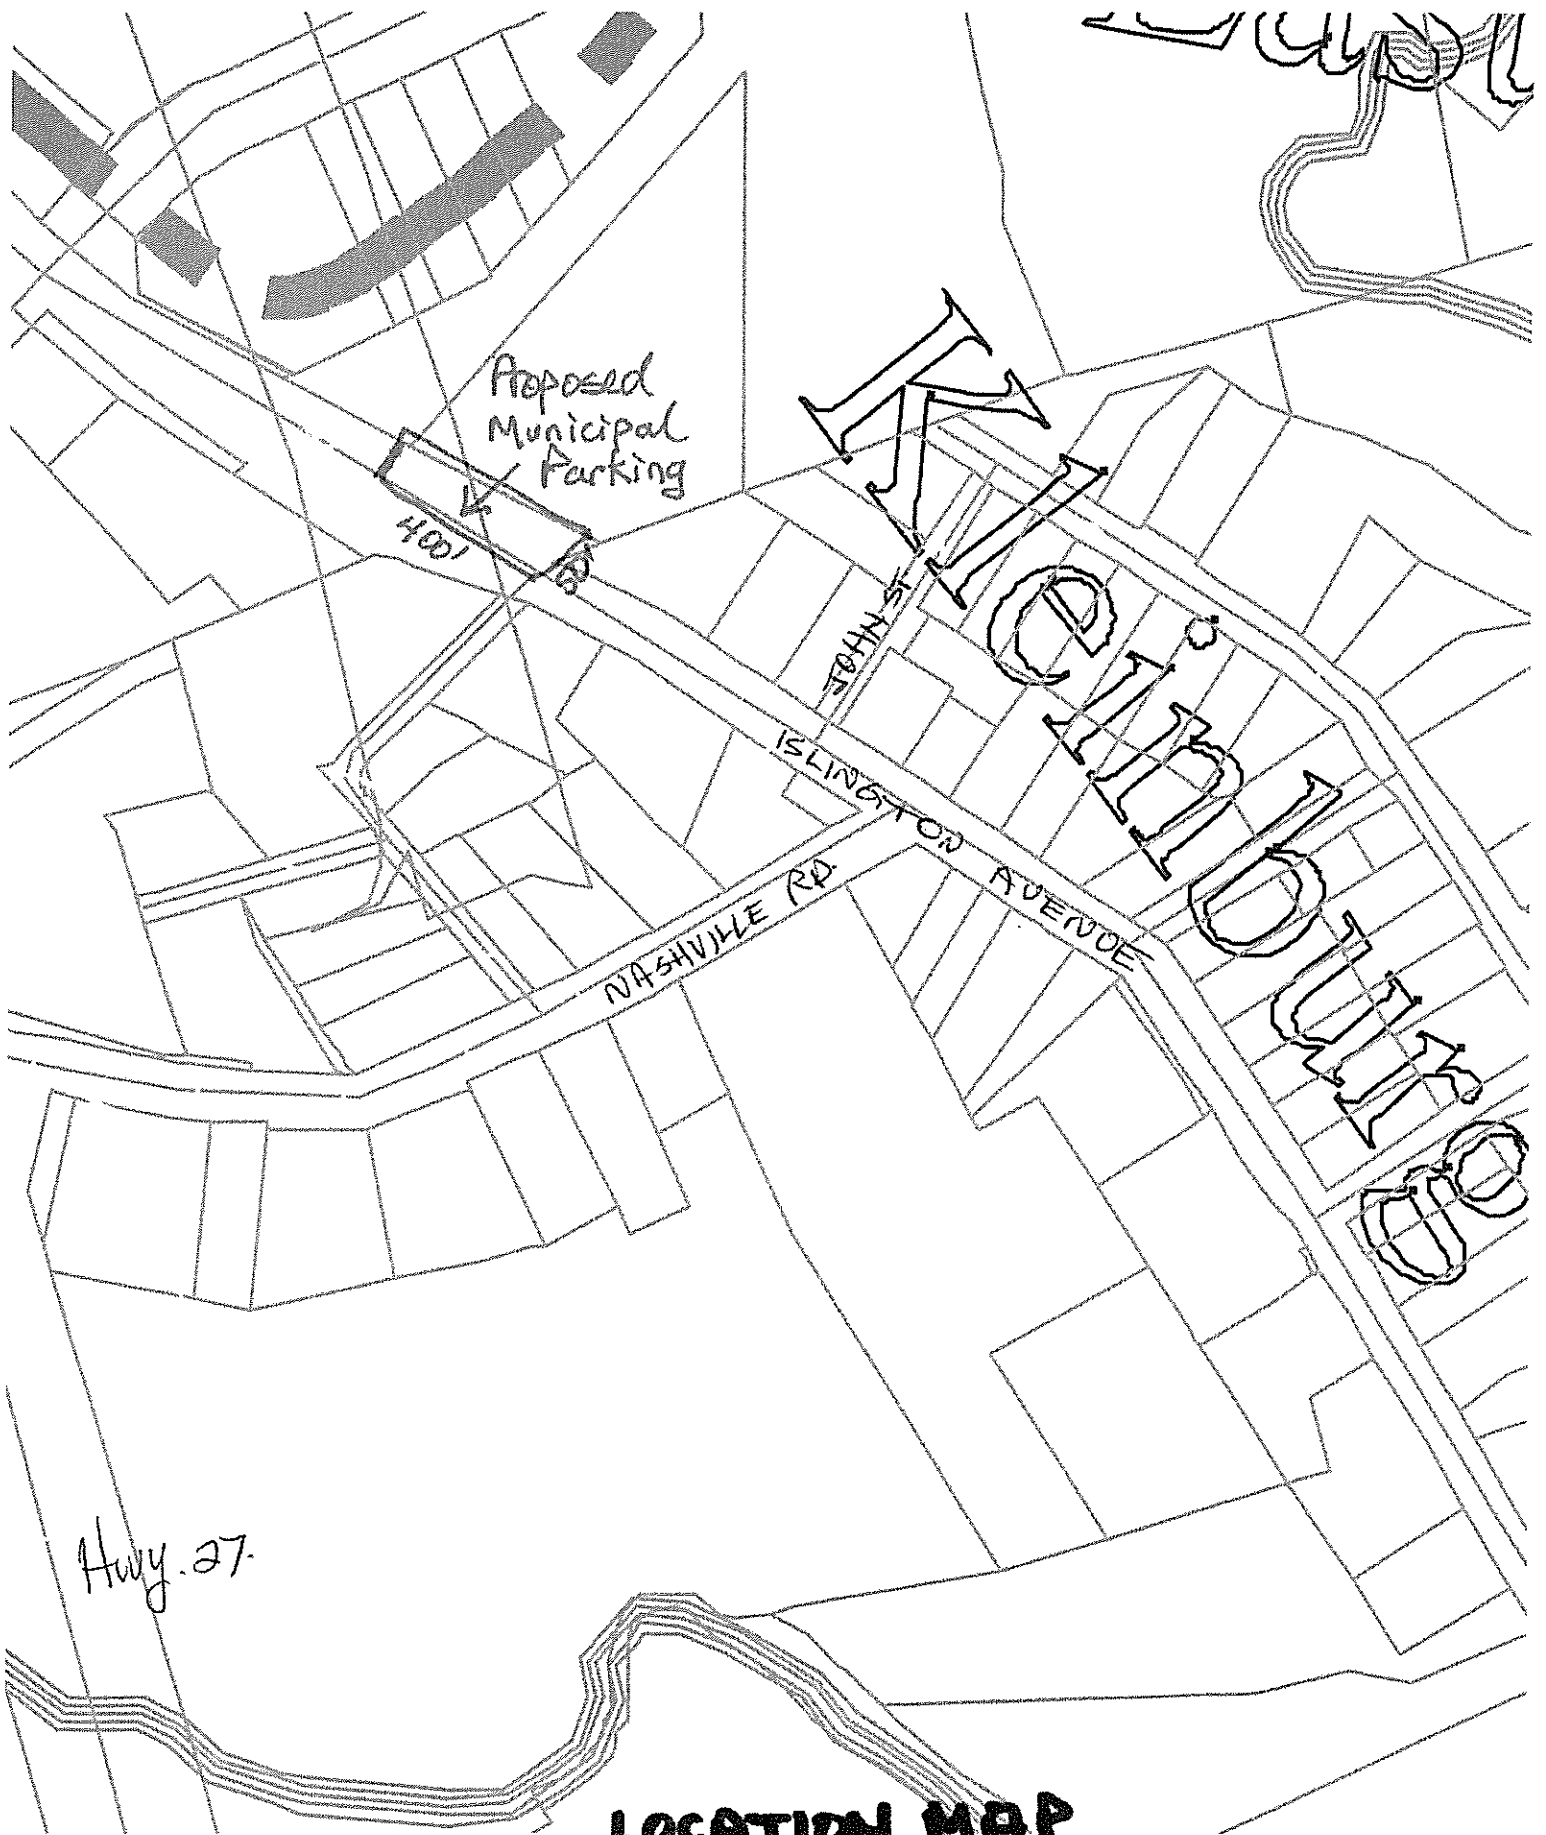 Proposed
Municipal
Parking
400'
JOHN ST
Kleinburg
ISLINGTON AVENUE
NASHVILLE RD.
Hwy. 27.
LOCATION MAP